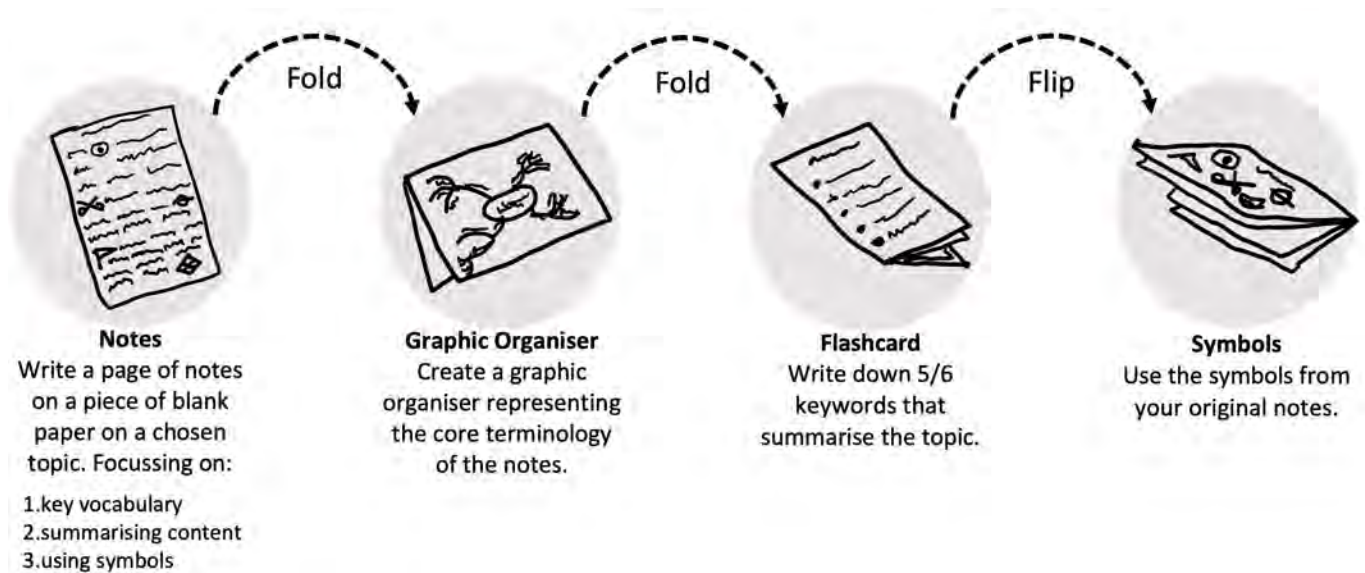 Fold
Fold
Flip
Notes
Write a page of notes
on a piece of blank
paper on a chosen
topic. Focussing on:
1.key vocabulary
2.summarising content
3.using symbols
Graphic Organiser
Create a graphic
organiser representing
the core terminology
of the notes.
Flashcard
Write down 5/6
keywords that
summarise the topic.
Symbols
Use the symbols from
your original notes.